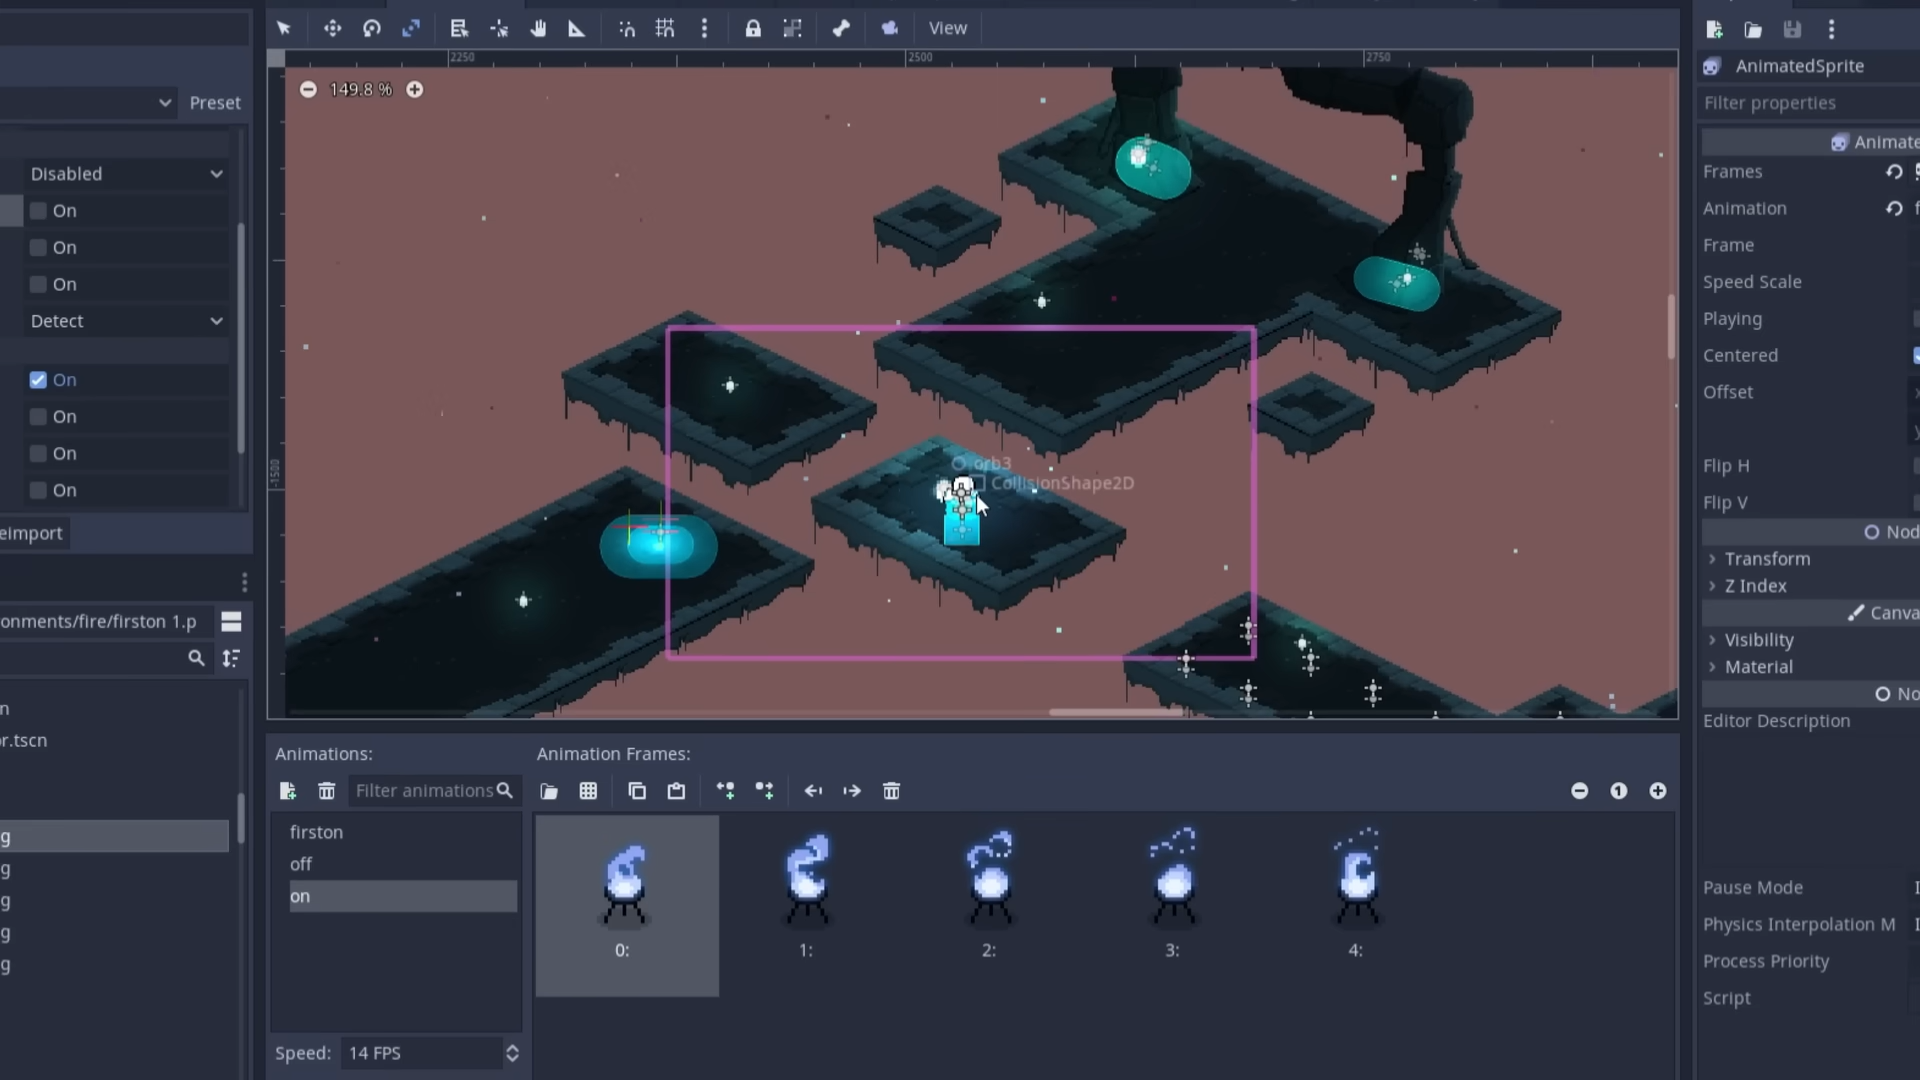 View
2250
2500
2750
149.8 %
-1500
orb3
CollisionShape2D
Preset
Disabled
On
On
On
Detect
On
On
On
On
eimport
onments/fire/firston 1.p
n
r.tscn
g
g
g
g
g
Animations:
Filter animations
firston
off
on
Speed:
14 FPS
Animation Frames:
0:
1:
2:
3:
4:
AnimatedSprite
Filter properties
Animate
Frames
Animation
f
Frame
Speed Scale
Playing
Centered
Offset
x
y
Flip H
Flip V
Nod
Transform
Z Index
Canva
Visibility
Material
No
Editor Description
Pause Mode
I
Physics Interpolation M
I
Process Priority
Script